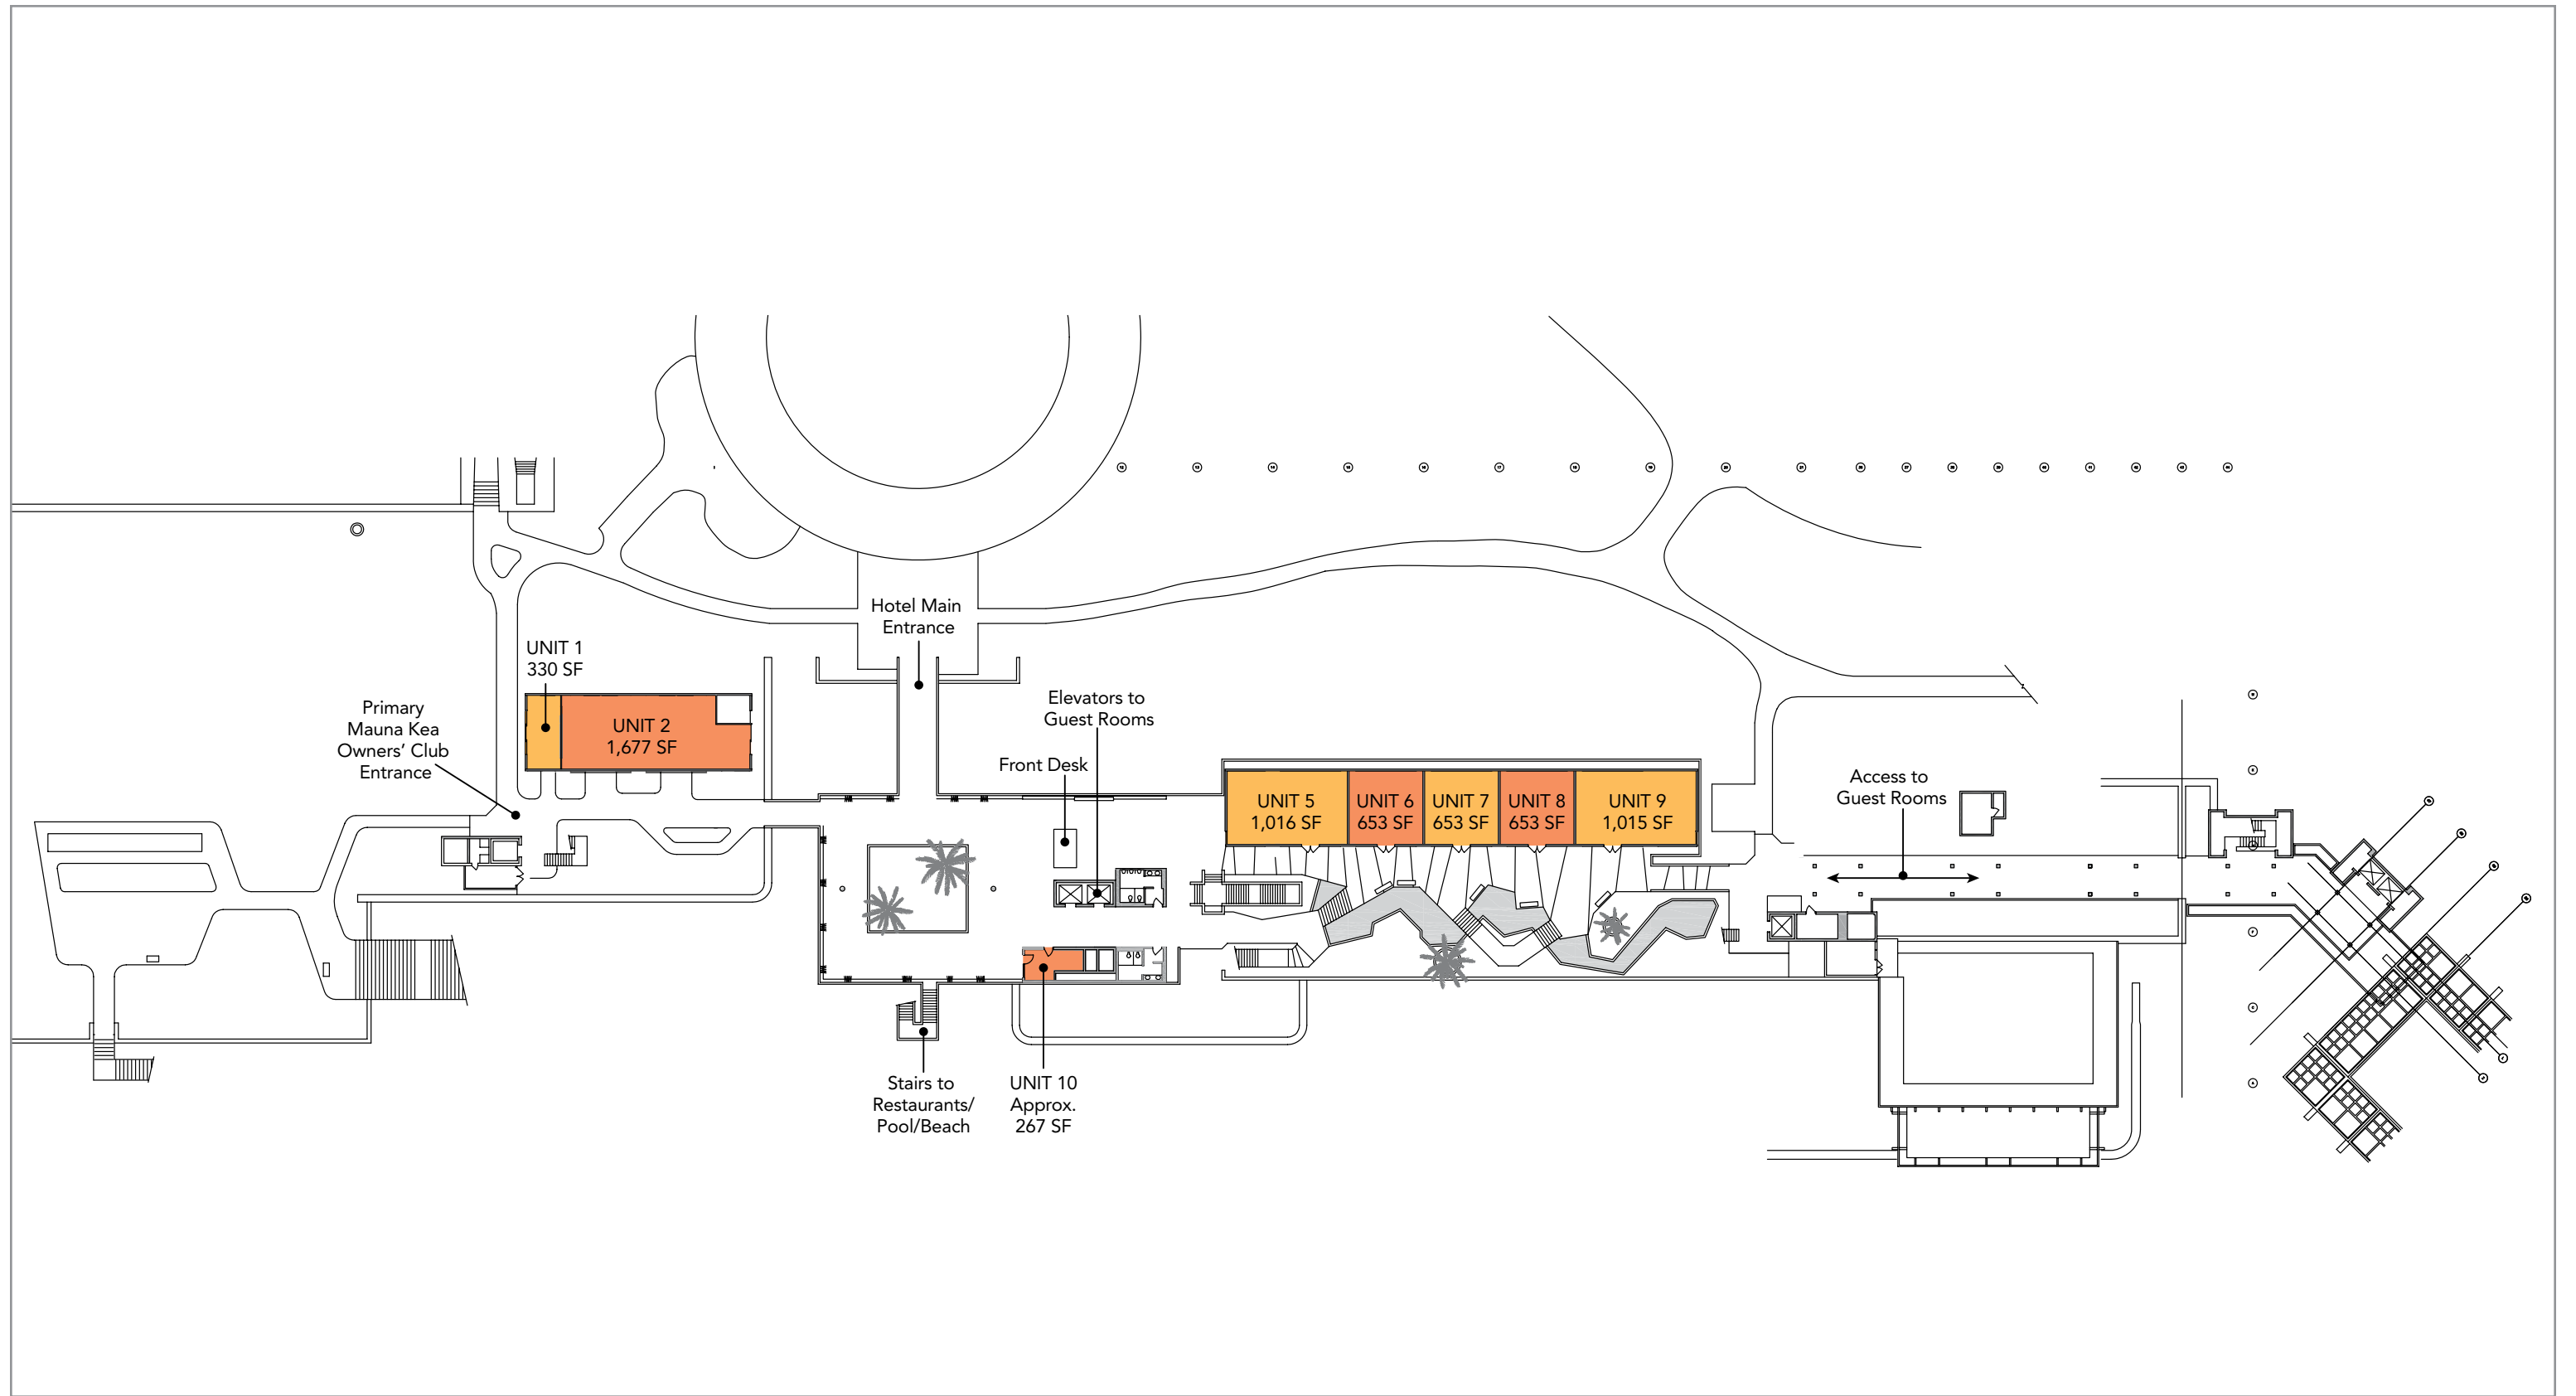 Hotel Main
Entrance
UNIT 1
330 SF
Primary
Mauna Kea
Owners’ Club
Entrance
UNIT 2
1,677 SF
Elevators to
Guest Rooms
Front Desk
UNIT 5
1,016 SF
UNIT 6
653 SF
UNIT 7
653 SF
UNIT 8
653 SF
UNIT 9
1,015 SF
Access to
Guest Rooms
Stairs to
Restaurants/
Pool/Beach
UNIT 10
Approx.
267 SF